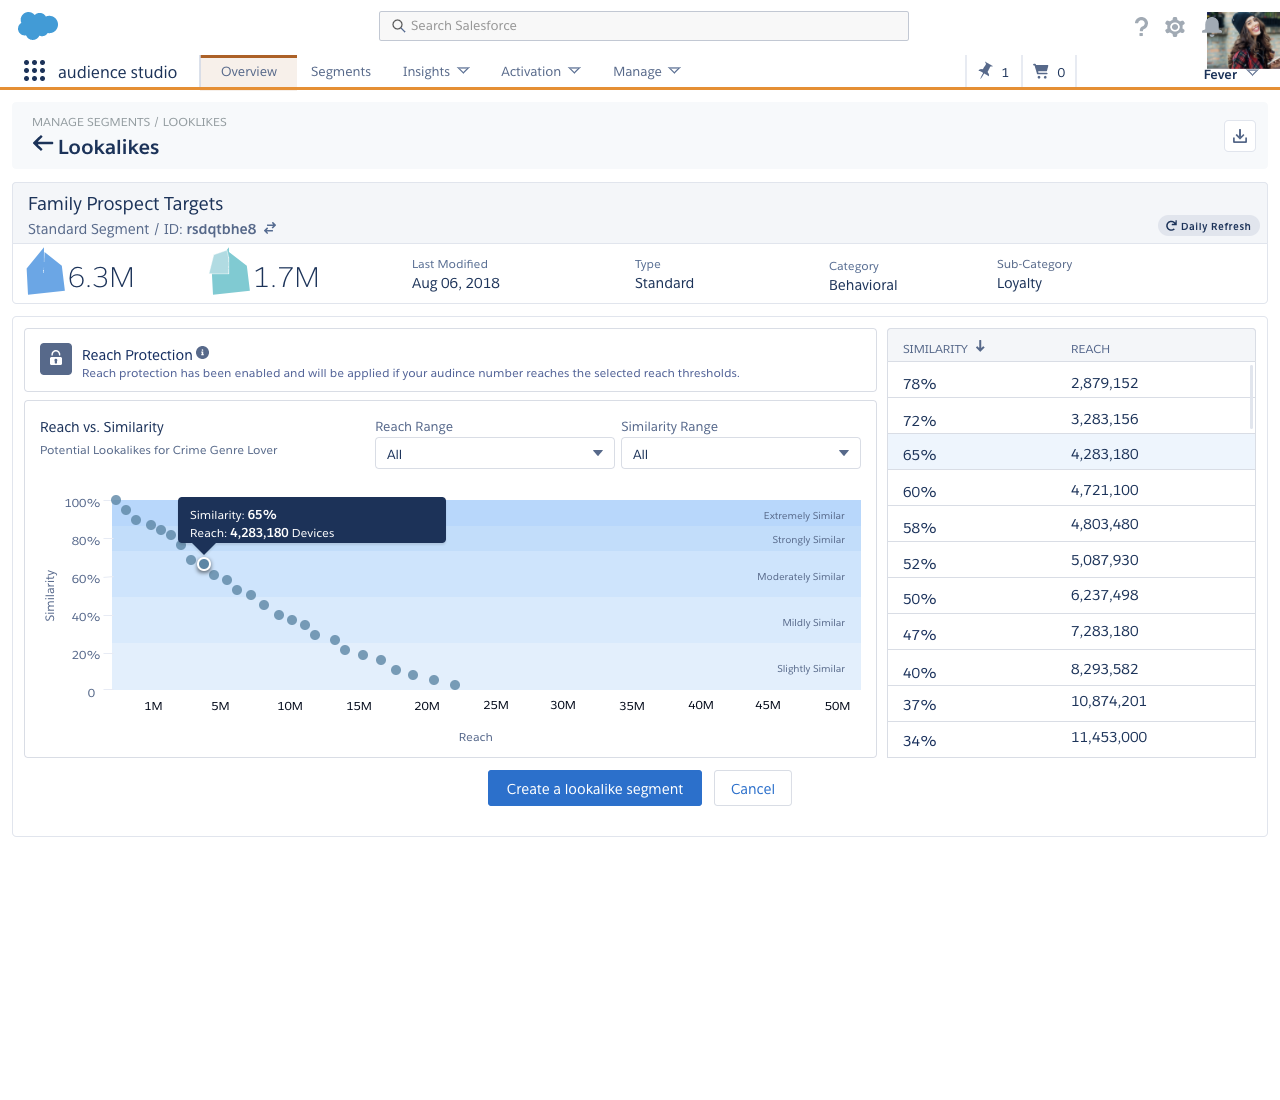 Search Salesforce
audience studio
Overview
Segments
Insights
Activation
Manage
1
0
Fever
MANAGE SEGMENTS / LOOKLIKES
Lookalikes
Family Prospect Targets
Standard Segment / ID: rsdqtbhe8
Daily Refresh
6.3M
1.7M
Last Modified
Aug 06, 2018
Type
Standard
Category
Behavioral
Sub-Category
Loyalty
Reach Protection
Reach protection has been enabled and will be applied if your audince number reaches the selected reach thresholds.
Reach vs. Similarity
Potential Lookalikes for Crime Genre Lover
Reach Range
All
Similarity Range
All
Similarity: 65%
Reach: 4,283,180 Devices
Extremely Similar
Strongly Similar
Moderately Similar
Mildly Similar
Slightly Similar
Similarity
100%
80%
60%
40%
20%
0
1M 5M 10M 15M 20M 25M 30M 35M 40M 45M 50M
Reach
SIMILARITY REACH
78% 2,879,152
72% 3,283,156
65% 4,283,180
60% 4,721,100
58% 4,803,480
52% 5,087,930
50% 6,237,498
47% 7,283,180
40% 8,293,582
37% 10,874,201
34% 11,453,000
Create a lookalike segment
Cancel